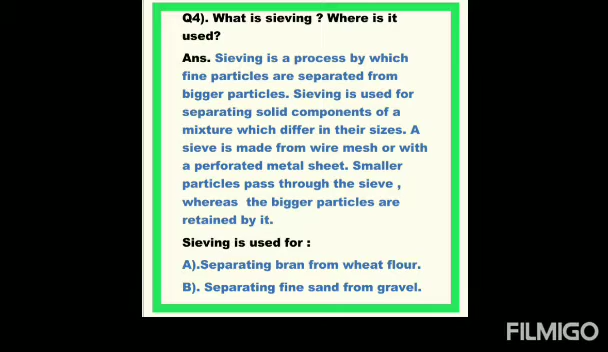 Q4). What is sieving ? Where is it
used?
Ans. Sieving is a process by which
fine particles are separated from
bigger particles. Sieving is used for
separating solid components of a
mixture which differ in their sizes. A
sieve is made from wire mesh or with
a perforated metal sheet. Smaller
particles pass through the sieve ,
whereas the bigger particles are
retained by it.
Sieving is used for :
A).Separating bran from wheat flour.
B). Separating fine sand from gravel.
FILMIGO